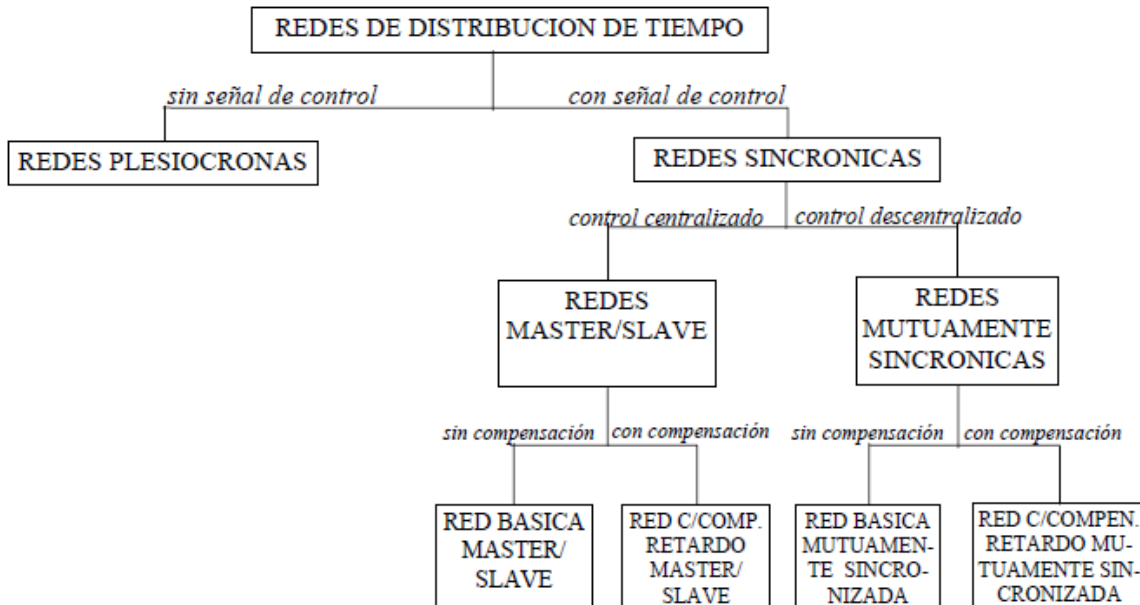 REDES DE DISTRIBUCION DE TIEMPO
sin señal de control
con señal de control
REDES PLESIOCRONAS
REDES SINCRONICAS
control centralizado
control descentralizado
REDES
MASTER/SLAVE
REDES
MUTUAMENTE
SINCRONICAS
sin compensación
con compensación
sin compensación
con compensación
RED BASICA
MASTER/
SLAVE
RED C/COMP.
RETARDO
MASTER/
SLAVE
RED BASICA
MUTUAMEN-
TE SINCRO-
NIZADA
RED C/COMPEN.
RETARDO MU-
TUAMENTE SIN-
CRONIZADA